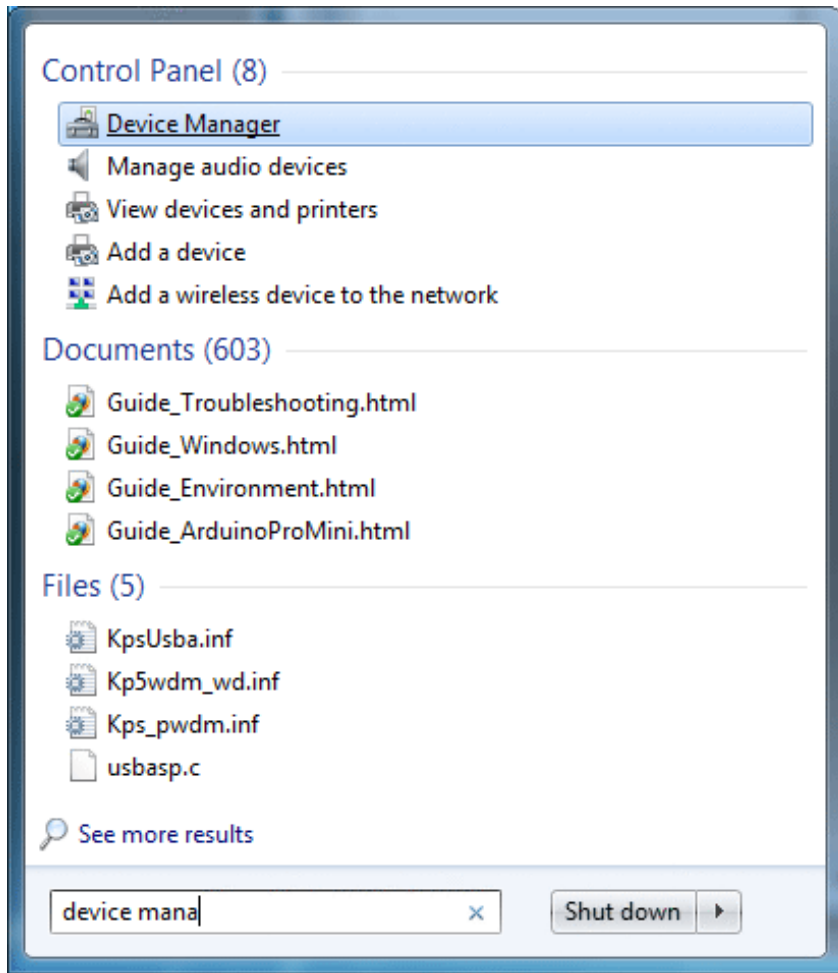 Control Panel (8)
Device Manager
Manage audio devices
View devices and printers
Add a device
Add a wireless device to the network
Documents (603)
Guide_Troubleshooting.html
Guide_Windows.html
Guide_Environment.html
Guide_ArduinoProMini.html
Files (5)
KpsUsba.inf
Kp5wdm_wd.inf
Kps_pwdm.inf
usbasp.c
See more results
device mana
Shut down